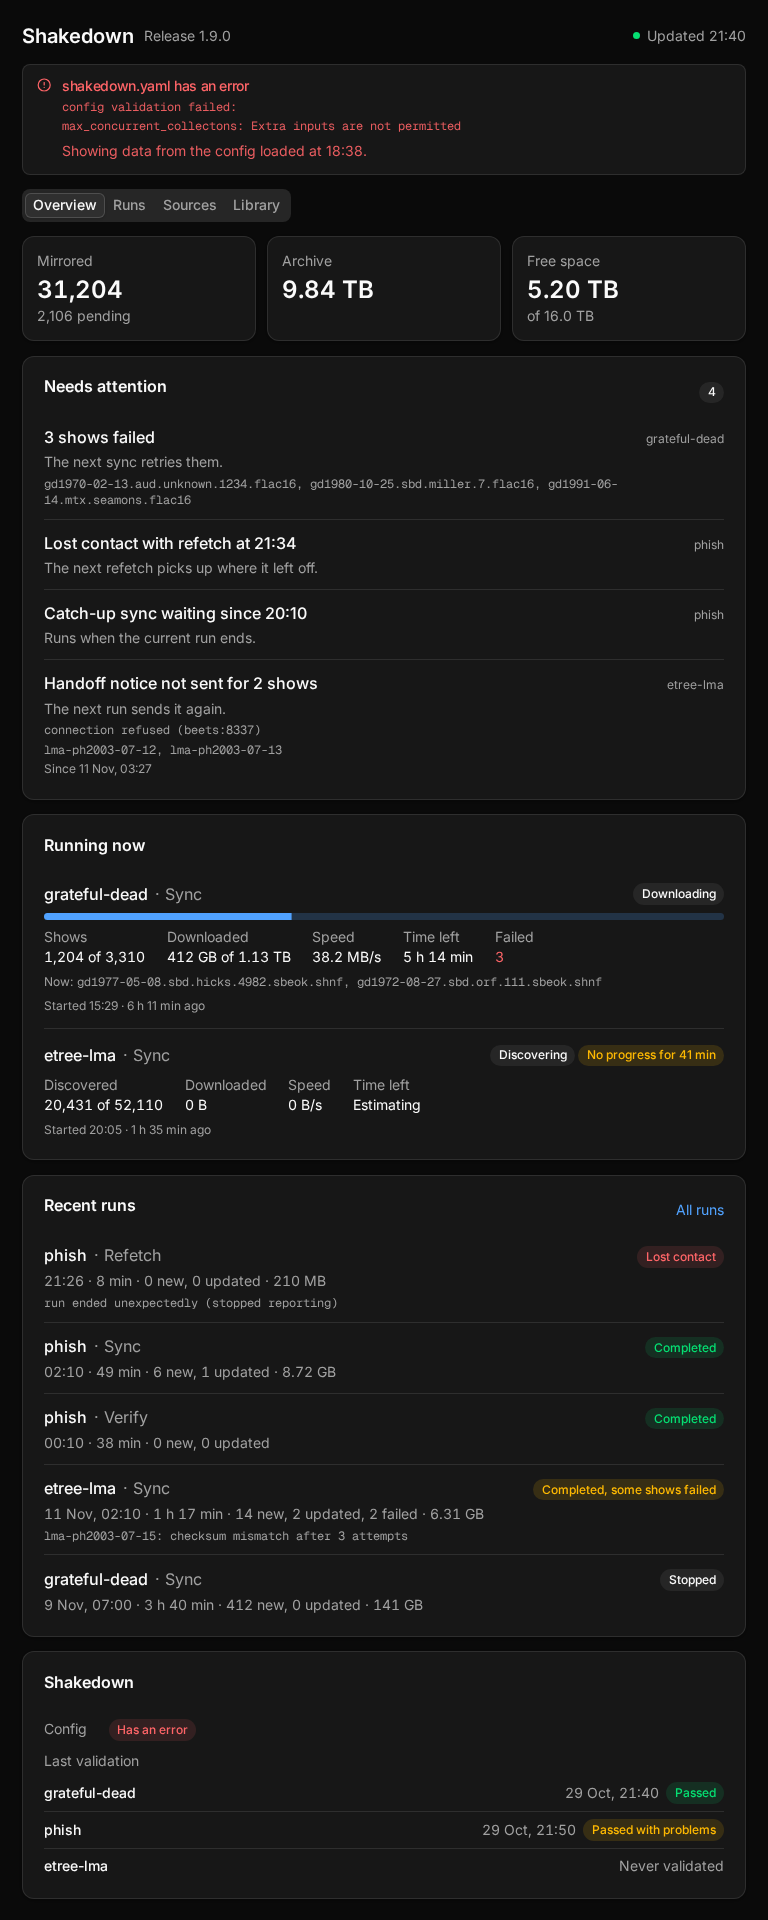 Shakedown Release 1.9.0 Updated 21:40
shakedown.yaml has an error
config validation failed:
max_concurrent_collectons: Extra inputs are not permitted
Showing data from the config loaded at 18:38.
Overview Runs Sources Library
Mirrored Archive Free space
31,204 9.84 TB 5.20 TB
2,106 pending of 16.0 TB
Needs attention 4
3 shows failed grateful-dead
The next sync retries them.
gd1970-02-13.aud.unknown.1234.flac16, gd1980-10-25.sbd.miller.7.flac16, gd1991-06-
14.mtx.seamons.flac16
Lost contact with refetch at 21:34 phish
The next refetch picks up where it left off.
Catch-up sync waiting since 20:10 phish
Runs when the current run ends.
Handoff notice not sent for 2 shows etree-lma
The next run sends it again.
connection refused (beets:8337)
lma-ph2003-07-12, lma-ph2003-07-13
Since 11 Nov, 03:27
Running now
grateful-dead · Sync Downloading
Shows Downloaded Speed Time left Failed
1,204 of 3,310 412 GB of 1.13 TB 38.2 MB/s 5 h 14 min 3
Now: gd1977-05-08.sbd.hicks.4982.sbeok.shnf, gd1972-08-27.sbd.orf.111.sbeok.shnf
Started 15:29 · 6 h 11 min ago
etree-lma · Sync Discovering No progress for 41 min
Discovered Downloaded Speed Time left
20,431 of 52,110 0 B 0 B/s Estimating
Started 20:05 · 1 h 35 min ago
Recent runs All runs
phish · Refetch Lost contact
21:26 · 8 min · 0 new, 0 updated · 210 MB
run ended unexpectedly (stopped reporting)
phish · Sync Completed
02:10 · 49 min · 6 new, 1 updated · 8.72 GB
phish · Verify Completed
00:10 · 38 min · 0 new, 0 updated
etree-lma · Sync Completed, some shows failed
11 Nov, 02:10 · 1 h 17 min · 14 new, 2 updated, 2 failed · 6.31 GB
lma-ph2003-07-15: checksum mismatch after 3 attempts
grateful-dead · Sync Stopped
9 Nov, 07:00 · 3 h 40 min · 412 new, 0 updated · 141 GB
Shakedown
Config Has an error
Last validation
grateful-dead 29 Oct, 21:40 Passed
phish 29 Oct, 21:50 Passed with problems
etree-lma Never validated